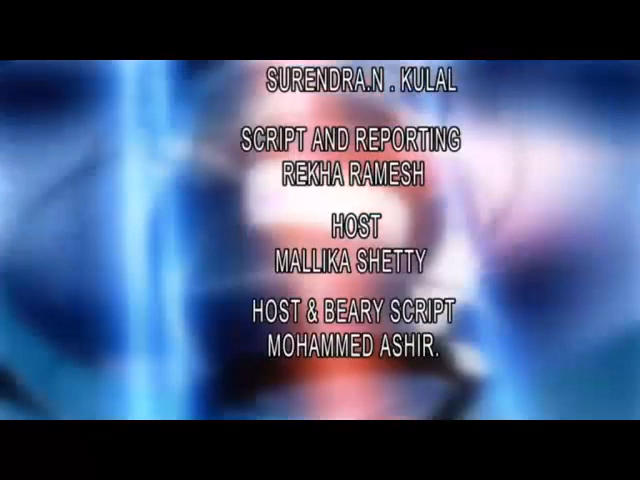 SURENDRA.N . KULAL
SCRIPT AND REPORTING
REKHA RAMESH
HOST
MALLIKA SHETTY
HOST & BEARY SCRIPT
MOHAMMED ASHIR.